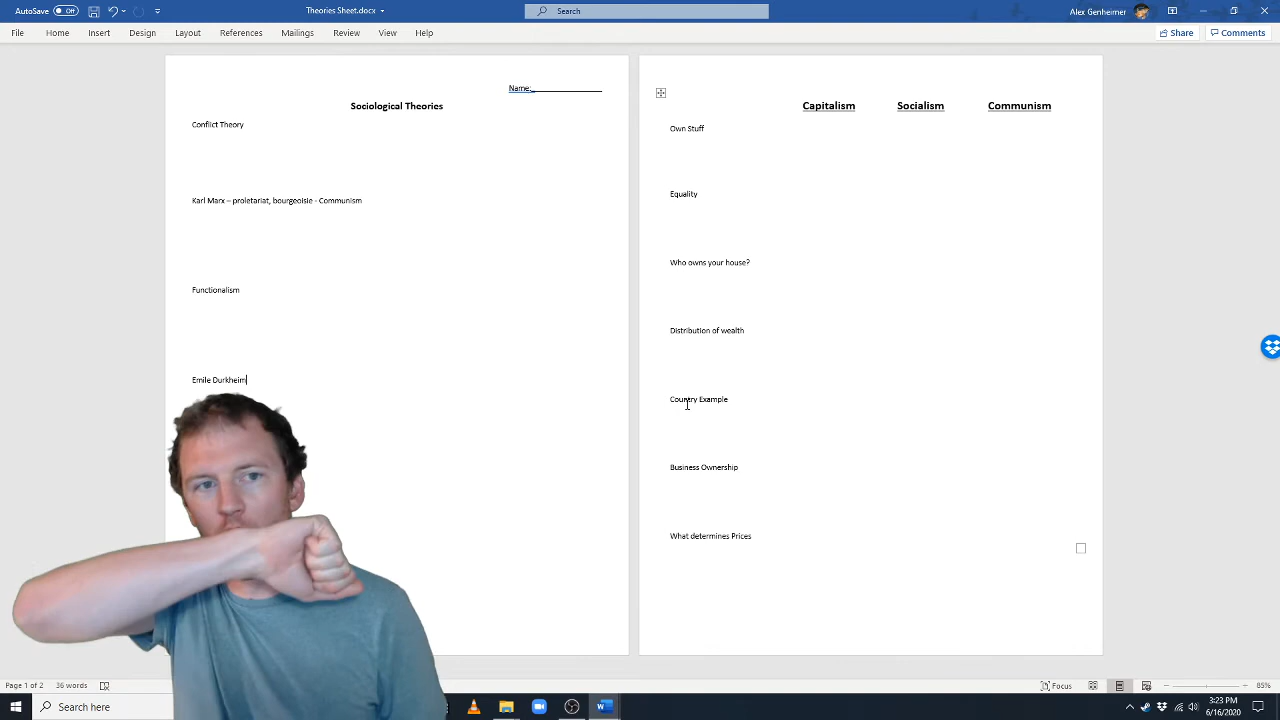 AutoSave Off
Theories Sheet.docx
Search
Alex Genheimer
File Home Insert Design Layout References Mailings Review View Help
Share Comments
Name:
Sociological Theories
Conflict Theory
Karl Marx – proletariat, bourgeoisie - Communism
Functionalism
Emile Durkheim
Capitalism Socialism Communism
Own Stuff
Equality
Who owns your house?
Distribution of wealth
Country Example
Business Ownership
What determines Prices
Page 1 of 2 36 words
Focus
85%
Search here
3:23 PM
6/16/2020